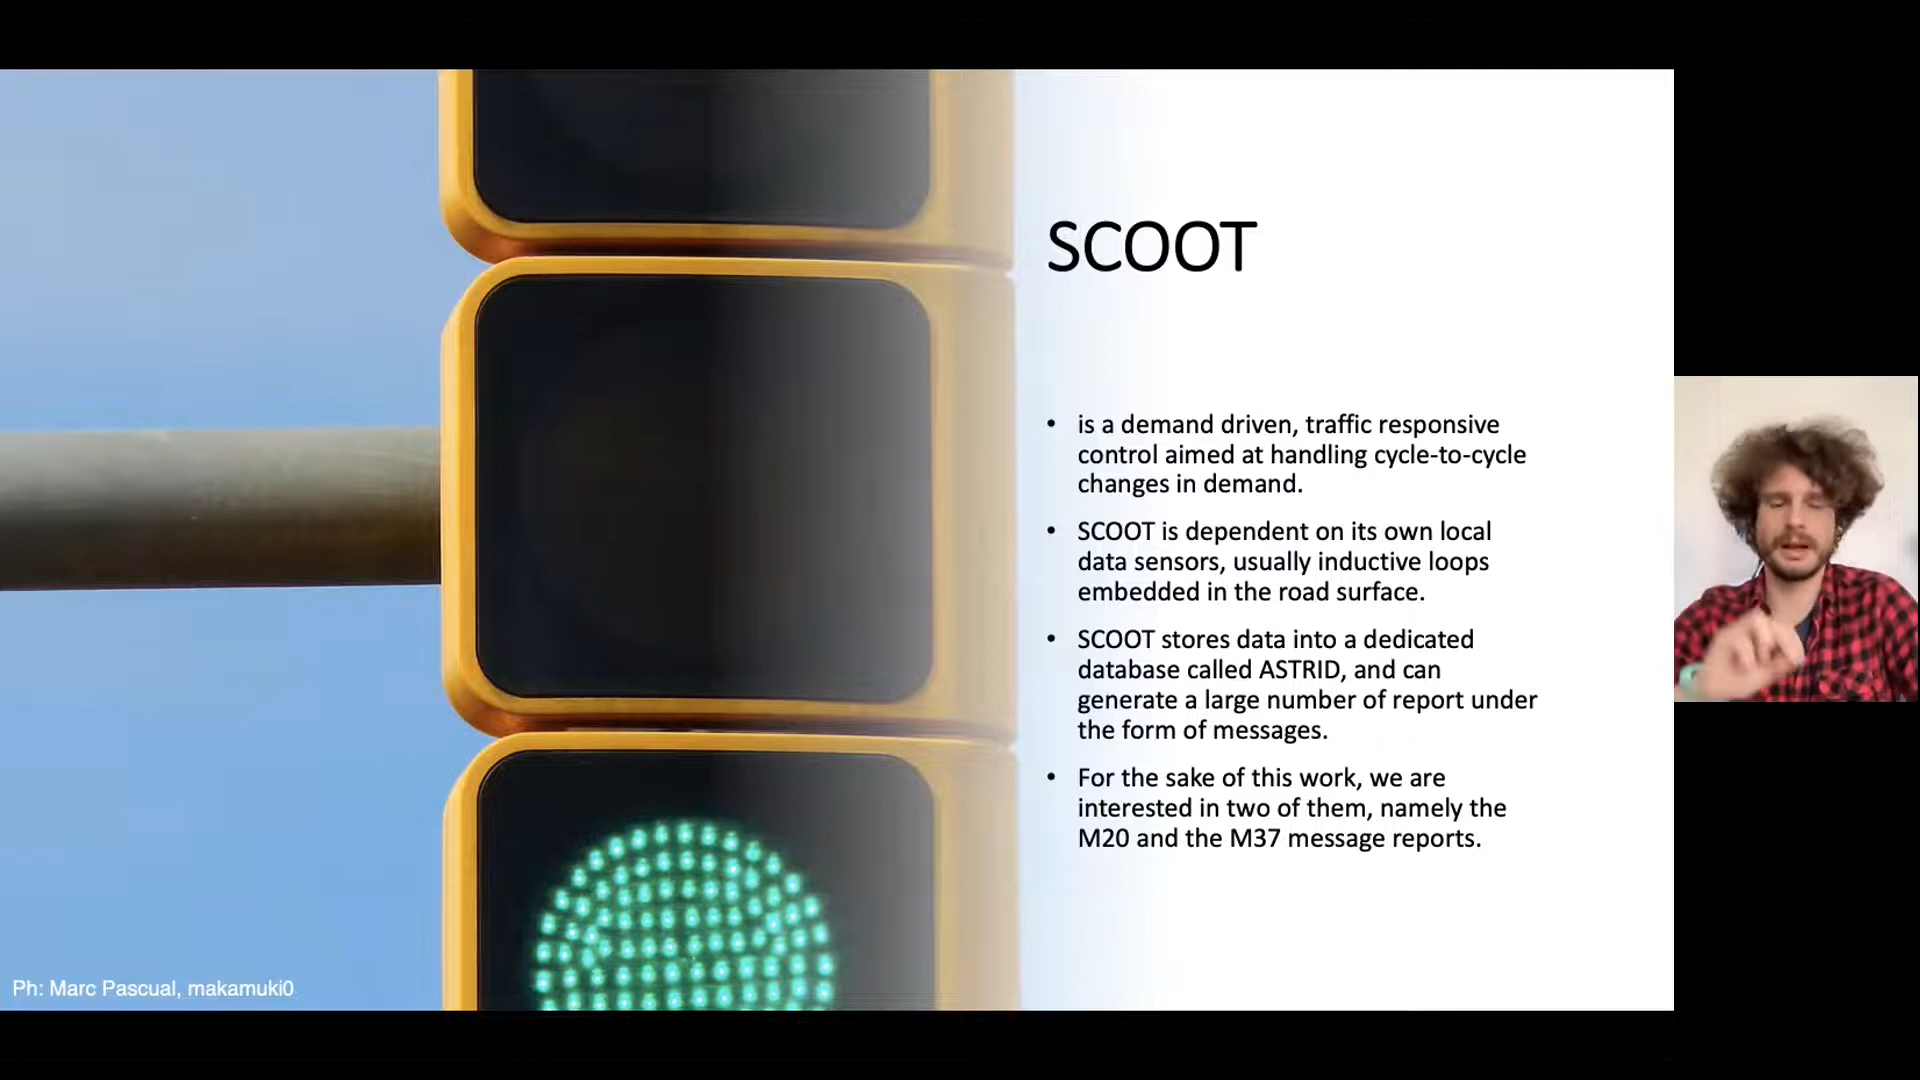 SCOOT
• is a demand driven, traffic responsive
control aimed at handling cycle-to-cycle
changes in demand.
• SCOOT is dependent on its own local
data sensors, usually inductive loops
embedded in the road surface.
• SCOOT stores data into a dedicated
database called ASTRID, and can
generate a large number of report under
the form of messages.
• For the sake of this work, we are
interested in two of them, namely the
M20 and the M37 message reports.
Ph: Marc Pascual, makamuki0